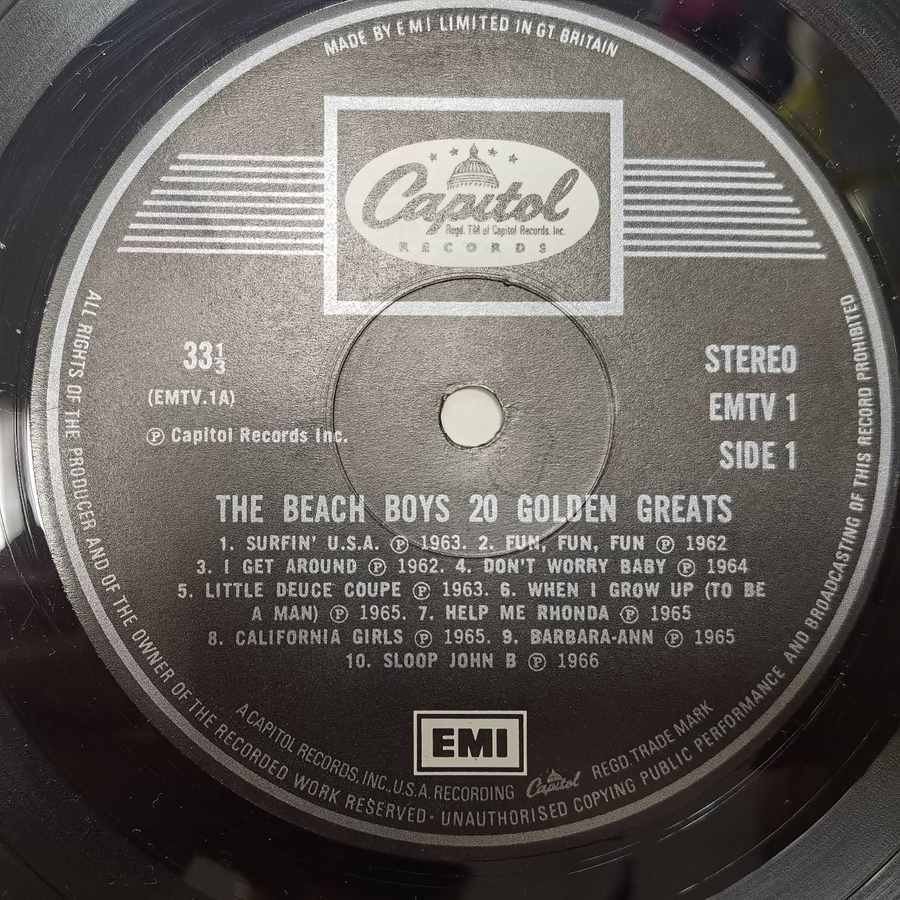 MADE BY EMI LIMITED IN GT. BRITAIN
Capitol
Regd. TM of Capitol Records, Inc.
RECORDS
33⅓
(EMTV.1A)
Ⓟ Capitol Records Inc.
STEREO
EMTV 1
SIDE 1
THE BEACH BOYS 20 GOLDEN GREATS
1. SURFIN' U.S.A. Ⓟ 1963. 2. FUN, FUN, FUN Ⓟ 1962
3. I GET AROUND Ⓟ 1962. 4. DON'T WORRY BABY Ⓟ 1964
5. LITTLE DEUCE COUPE Ⓟ 1963. 6. WHEN I GROW UP (TO BE
A MAN) Ⓟ 1965. 7. HELP ME RHONDA Ⓟ 1965
8. CALIFORNIA GIRLS Ⓟ 1965. 9. BARBARA-ANN Ⓟ 1965
10. SLOOP JOHN B Ⓟ 1966
EMI
A CAPITOL RECORDS, INC. U.S.A. RECORDING Capitol REGD. TRADE MARK
ALL RIGHTS OF THE PRODUCER AND OF THE OWNER OF THE RECORDED WORK RESERVED · UNAUTHORISED COPYING PUBLIC PERFORMANCE AND BROADCASTING OF THIS RECORD PROHIBITED